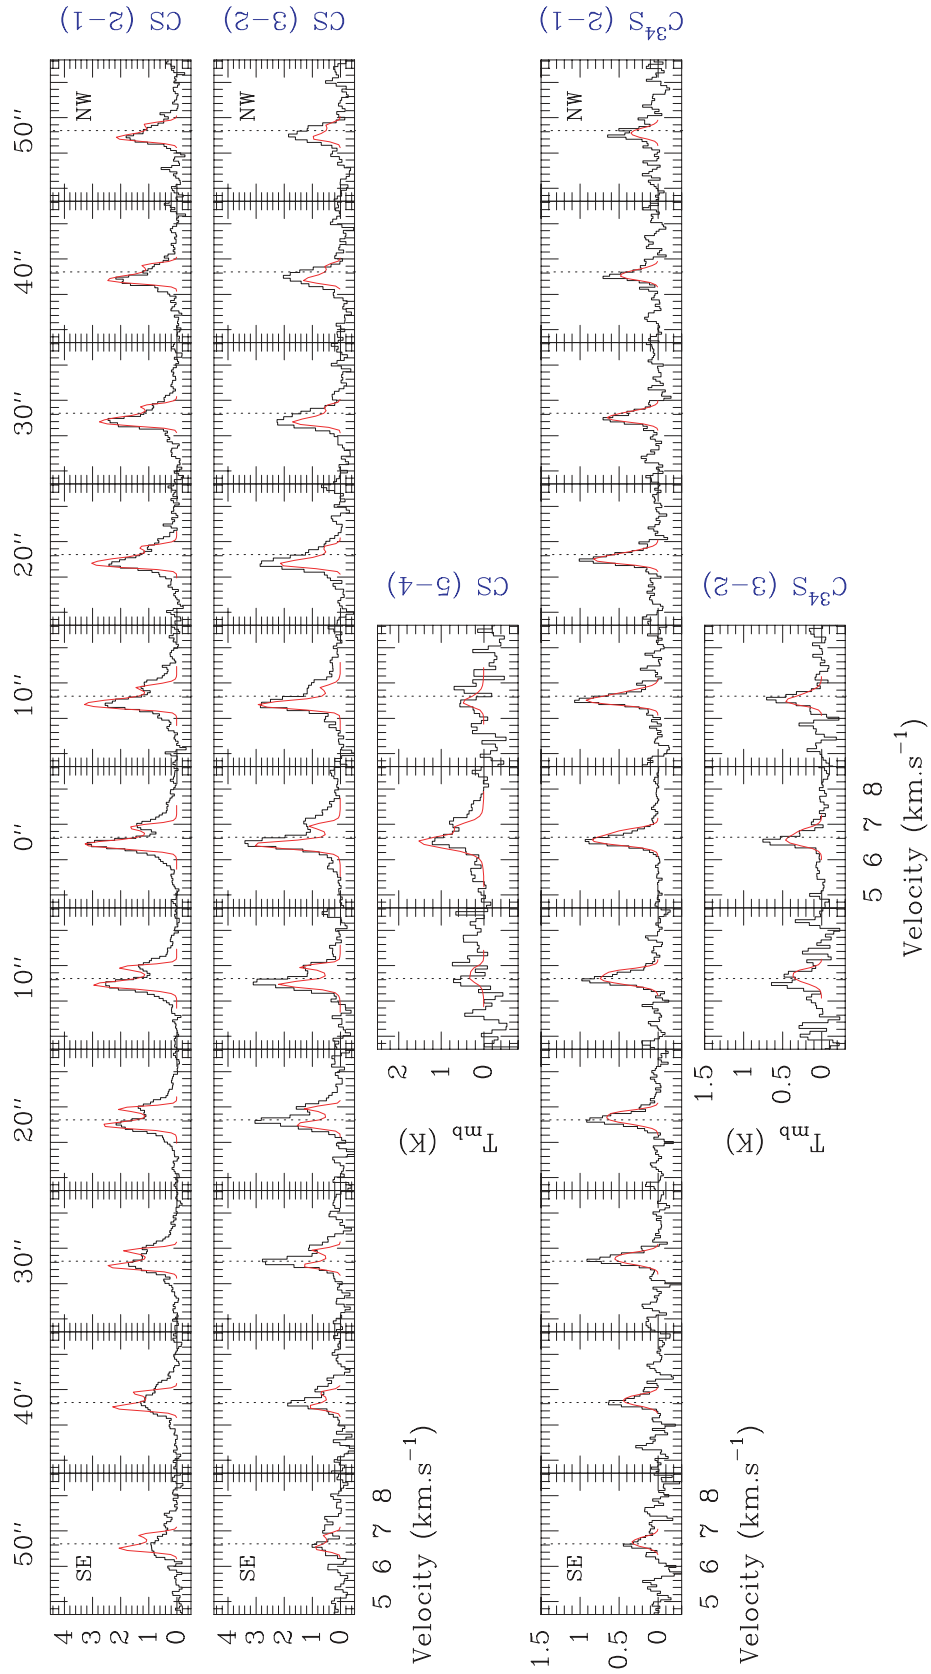 50″ 40″ 30″ 20″ 10″ 0″ 10″ 20″ 30″ 40″ 50″
SE NW
4 3 2 1 0
CS (2−1)
SE NW
4 3 2 1 0
CS (3−2)
5 6 7 8
Velocity (km.s⁻¹)
2 1 0
T_mb (K)
CS (5−4)
SE NW
1.5 1 0.5 0
C³⁴S (2−1)
5 6 7 8
Velocity (km.s⁻¹)
1.5 1 0.5 0
T_mb (K)
C³⁴S (3−2)
5 6 7 8
Velocity (km.s⁻¹)